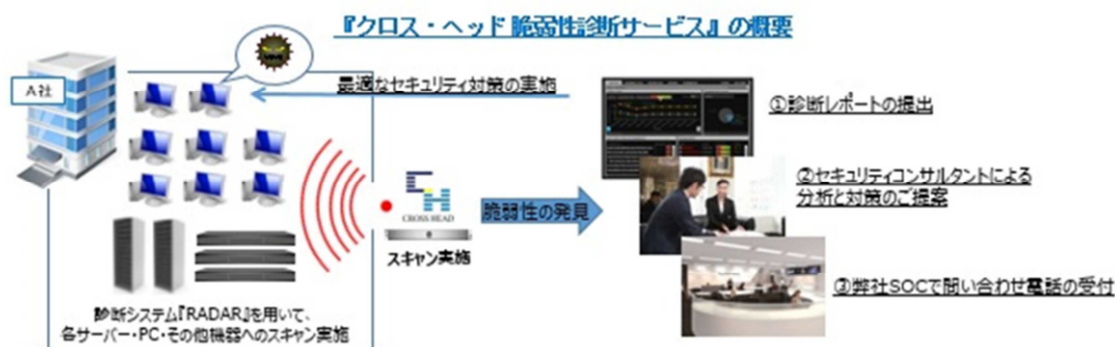 『クロス・ヘッド 脆弱性診断サービス』の概要
A社
最適なセキュリティ対策の実施
①診断レポートの提出
②セキュリティコンサルタントによる
分析と対策のご提案
CROSS HEAD
脆弱性の発見
スキャン実施
③弊社SOCで問い合わせ電話の受付
診断システム『RADAR』を用いて、
各サーバー・PC・その他機器へのスキャン実施